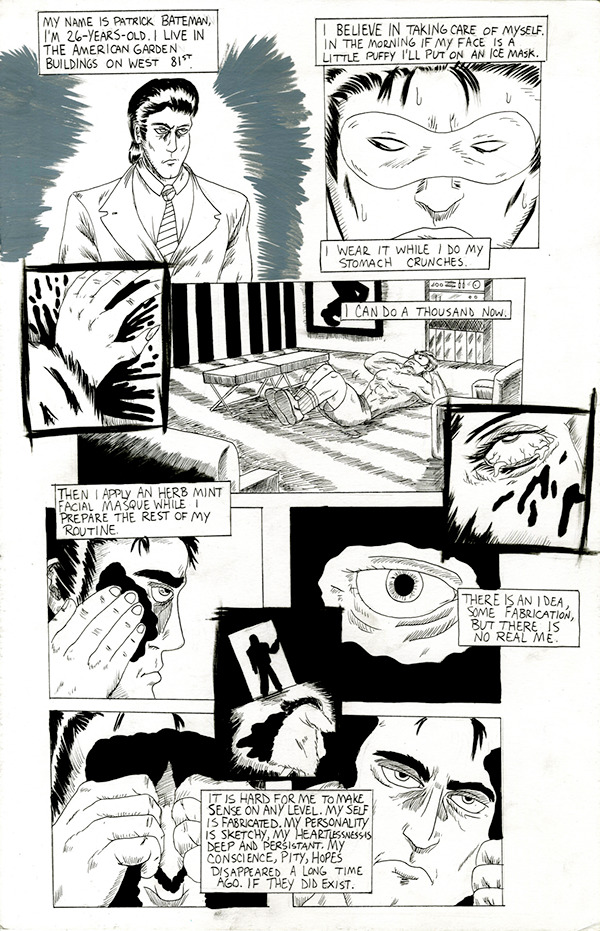 MY NAME IS PATRICK BATEMAN,
I'M 26-YEARS-OLD. I LIVE IN
THE AMERICAN GARDEN
BUILDINGS ON WEST 81ST
I BELIEVE IN TAKING CARE OF MYSELF.
IN THE MORNING IF MY FACE IS A
LITTLE PUFFY I'LL PUT ON AN ICE MASK.
I WEAR IT WHILE I DO MY
STOMACH CRUNCHES.
I CAN DO A THOUSAND NOW.
THEN I APPLY AN HERB MINT
FACIAL MASQUE WHILE I
PREPARE THE REST OF MY
ROUTINE.
THERE IS AN IDEA,
SOME FABRICATION,
BUT THERE IS
NO REAL ME.
IT IS HARD FOR ME TO MAKE
SENSE ON ANY LEVEL. MY SELF
IS FABRICATED. MY PERSONALITY
IS SKETCHY, MY HEARTLESSNESS IS
DEEP AND PERSISTANT. MY
CONSCIENCE, PITY, HOPES
DISAPPEARED A LONG TIME
AGO. IF THEY DID EXIST.